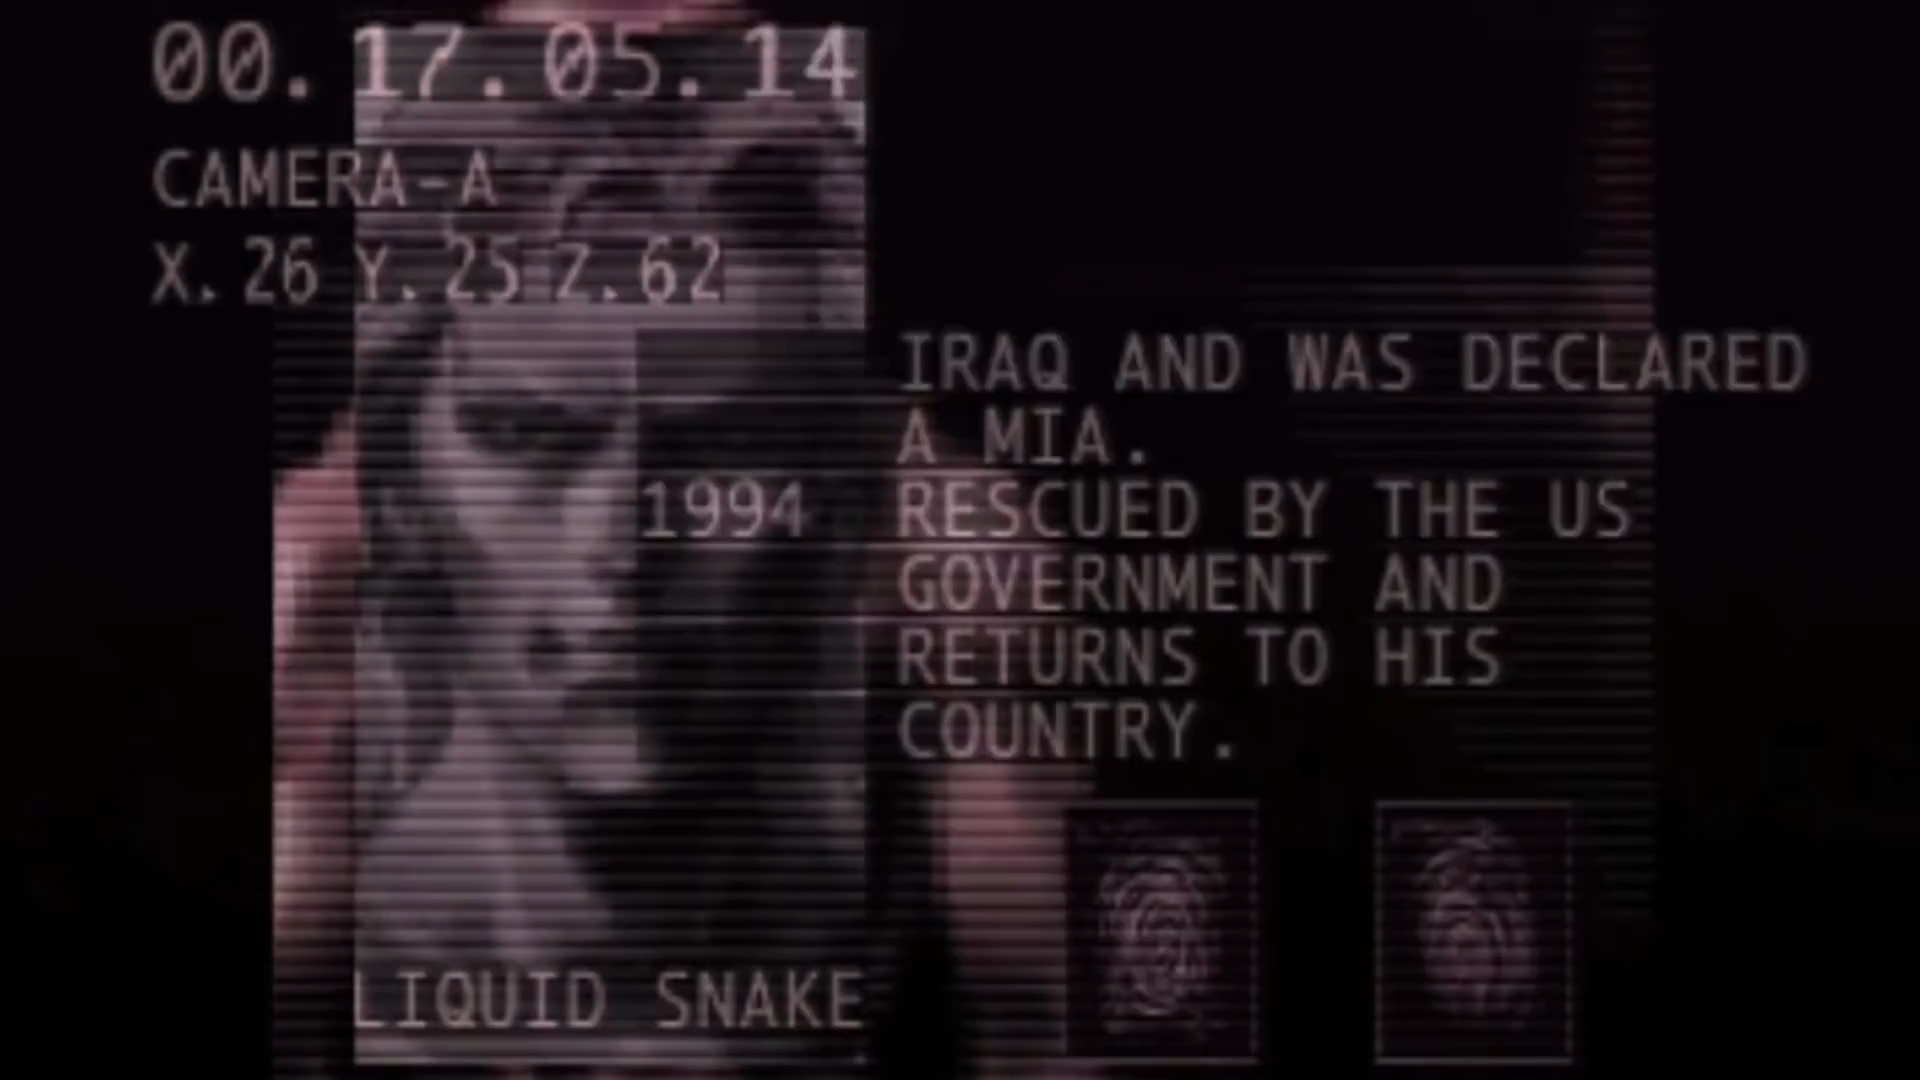 00.17.05.14
CAMERA-A
X.26 Y.25 Z.62
IRAQ AND WAS DECLARED
A MIA.
1994 RESCUED BY THE US
GOVERNMENT AND
RETURNS TO HIS
COUNTRY.
LIQUID SNAKE